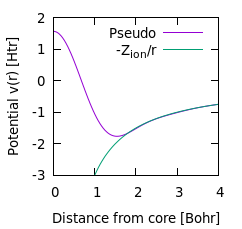 Pseudo
-Z_ion/r
2
1
0
-1
-2
-3
0
1
2
3
4
Potential v(r) [Htr]
Distance from core [Bohr]